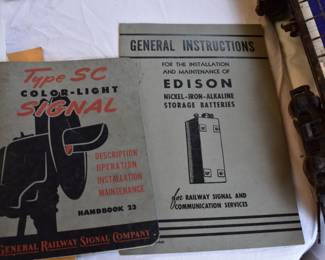 Type SC
COLOR-LIGHT
SIGNAL
DESCRIPTION
OPERATION
INSTALLATION
MAINTENANCE
HANDBOOK 23
GENERAL RAILWAY SIGNAL COMPANY
GENERAL INSTRUCTIONS
FOR THE INSTALLATION
AND MAINTENANCE OF
EDISON
NICKEL-IRON-ALKALINE
STORAGE BATTERIES
for RAILWAY SIGNAL AND
COMMUNICATION SERVICES